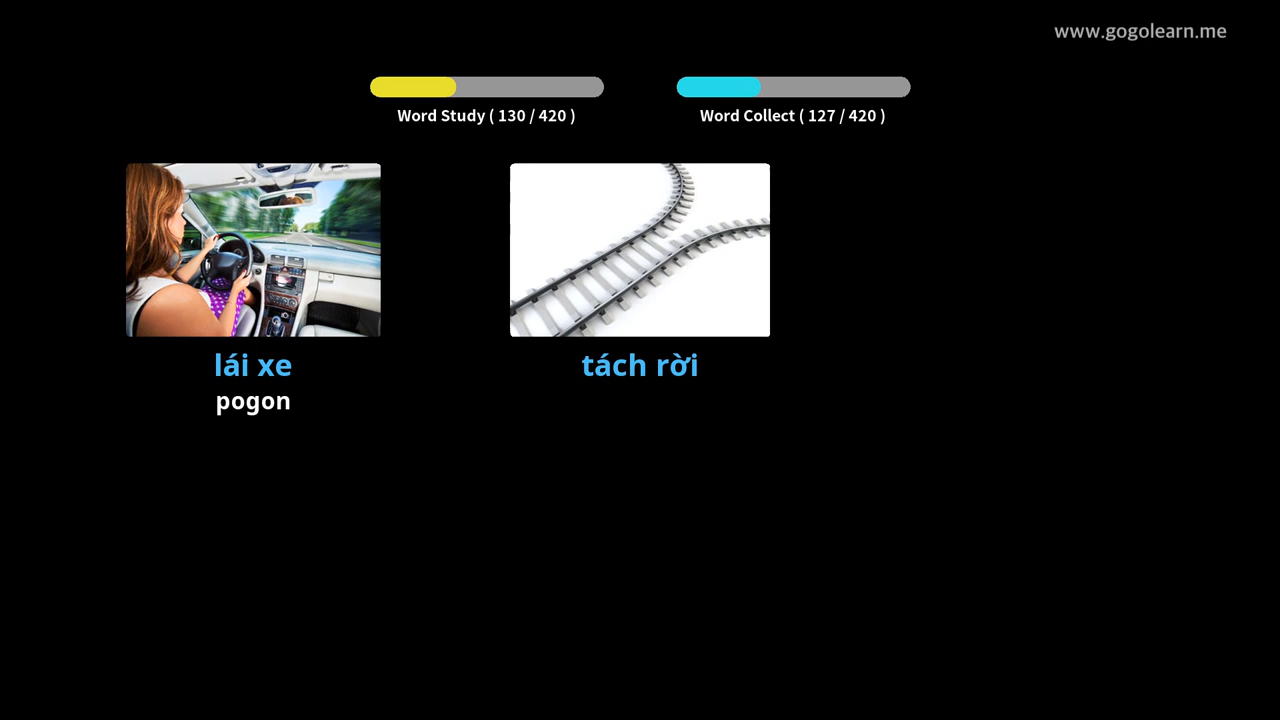 www.gogolearn.me
Word Study ( 130 / 420 )
Word Collect ( 127 / 420 )
lái xe
pogon
tách rời